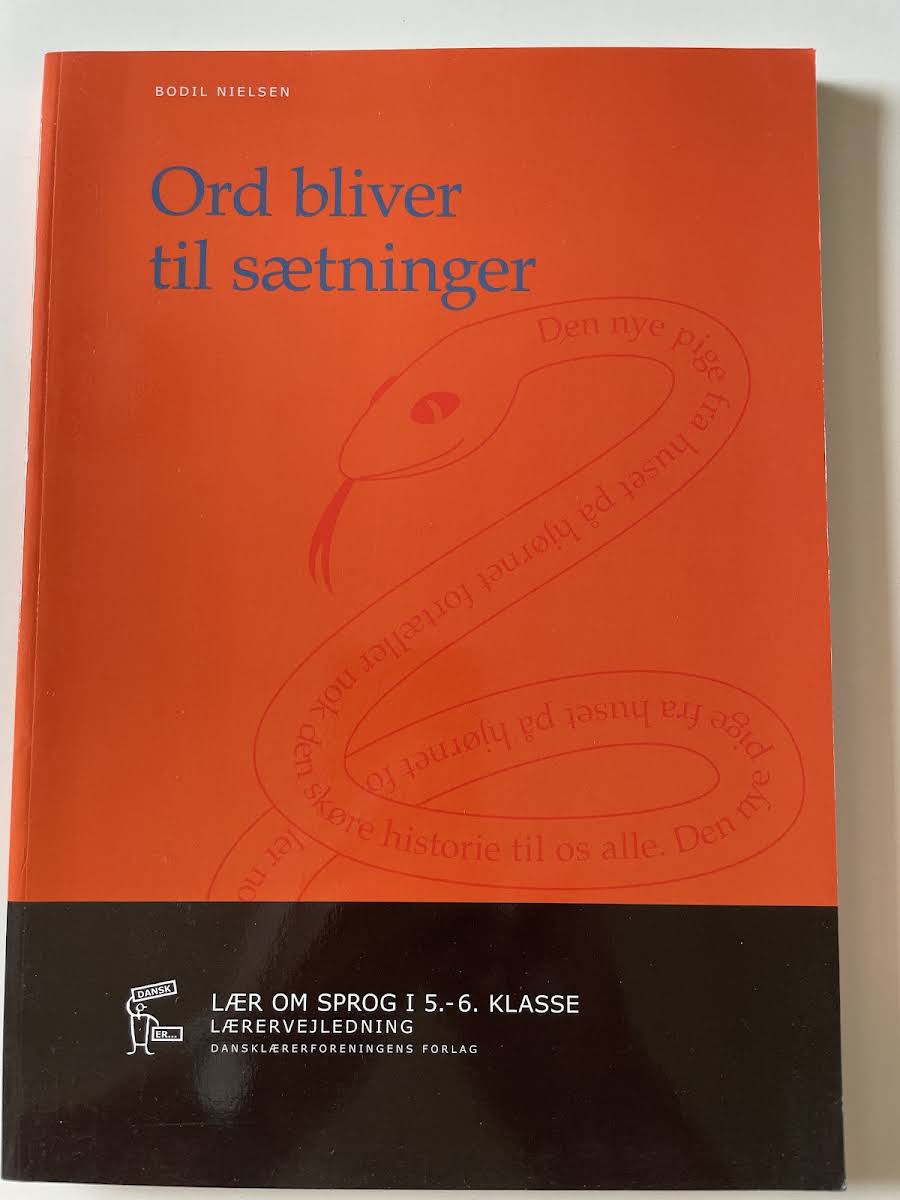 BODIL NIELSEN
Ord bliver
til sætninger
Den nye pige fra huset på hjørnet fortæller nok den skøre historie til os alle. Den nye pige fra huset på hjørnet fo
ler no
DANSK
ER...
LÆR OM SPROG I 5.-6. KLASSE
LÆRERVEJLEDNING
DANSKLÆRERFORENINGENS FORLAG